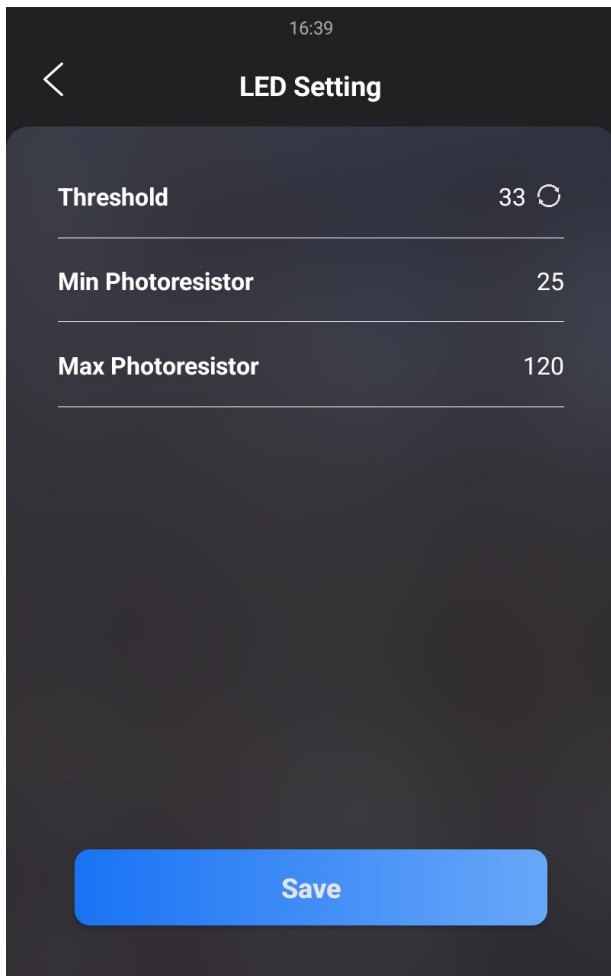 16:39
LED Setting
Threshold 33
Min Photoresistor 25
Max Photoresistor 120
Save